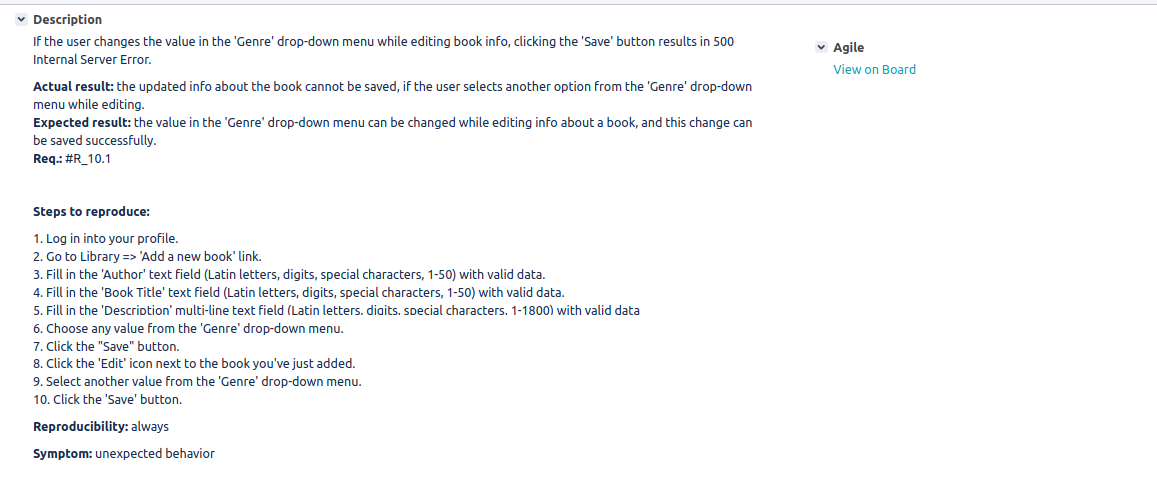 Description
If the user changes the value in the 'Genre' drop-down menu while editing book info, clicking the 'Save' button results in 500
Internal Server Error.
Actual result: the updated info about the book cannot be saved, if the user selects another option from the 'Genre' drop-down
menu while editing.
Expected result: the value in the 'Genre' drop-down menu can be changed while editing info about a book, and this change can
be saved successfully.
Req.: #R_10.1
Steps to reproduce:
1. Log in into your profile.
2. Go to Library => 'Add a new book' link.
3. Fill in the 'Author' text field (Latin letters, digits, special characters, 1-50) with valid data.
4. Fill in the 'Book Title' text field (Latin letters, digits, special characters, 1-50) with valid data.
5. Fill in the 'Description' multi-line text field (Latin letters, digits, special characters, 1-1800) with valid data
6. Choose any value from the 'Genre' drop-down menu.
7. Click the "Save" button.
8. Click the 'Edit' icon next to the book you've just added.
9. Select another value from the 'Genre' drop-down menu.
10. Click the 'Save' button.
Reproducibility: always
Symptom: unexpected behavior
Agile
View on Board